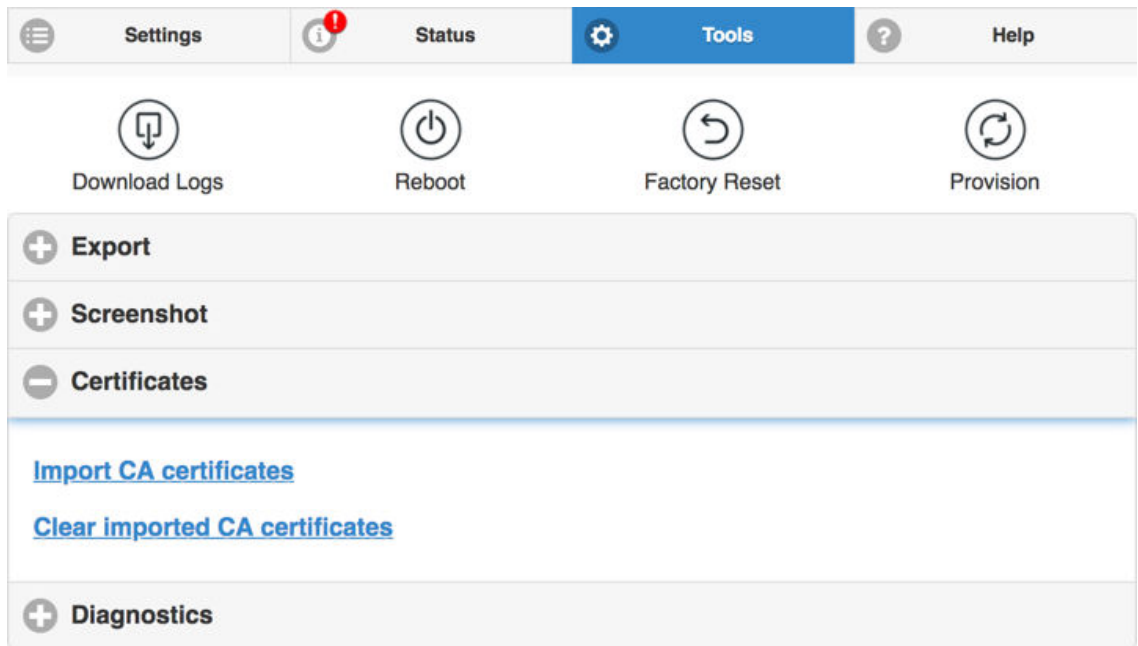 Settings
Status
Tools
Help
Download Logs
Reboot
Factory Reset
Provision
Export
Screenshot
Certificates
Import CA certificates
Clear imported CA certificates
Diagnostics